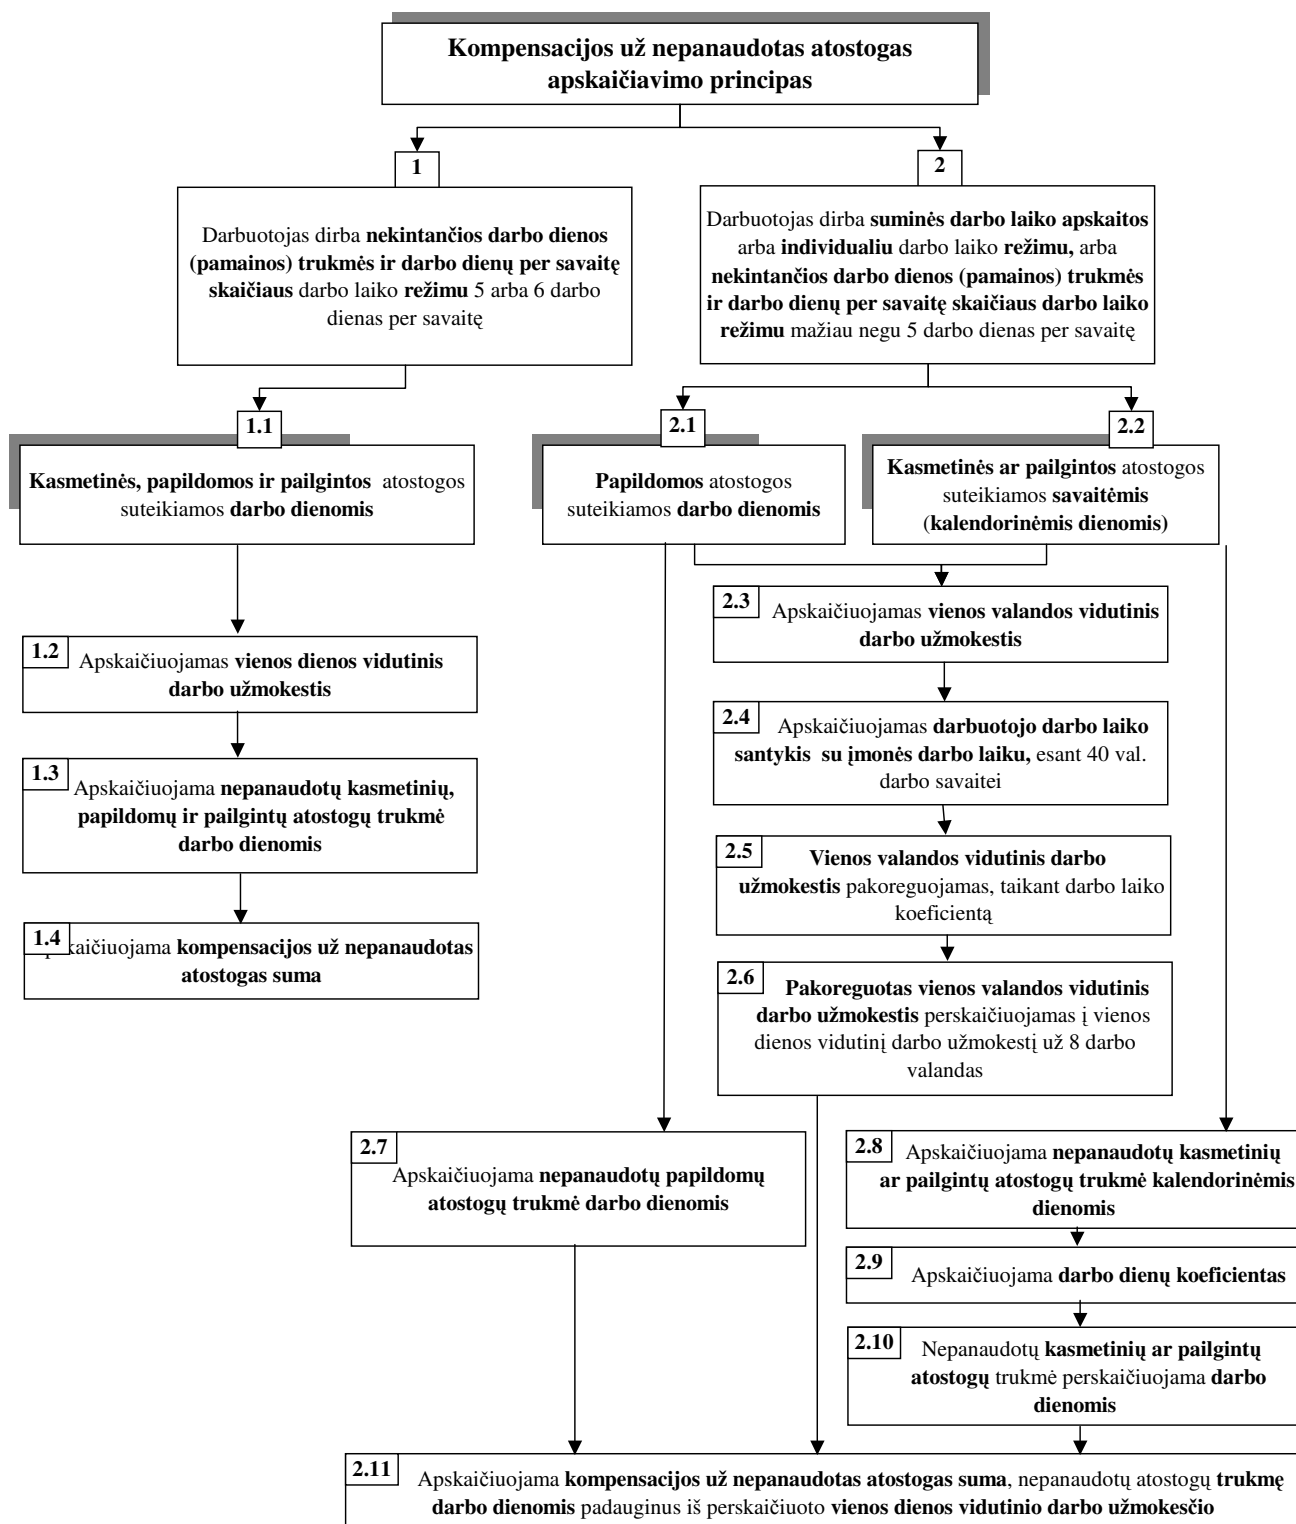 Kompensacijos už nepanaudotas atostogas
apskaičiavimo principas
1
Darbuotojas dirba nekintančios darbo dienos
(pamainos) trukmės ir darbo dienų per savaitę
skaičiaus darbo laiko režimu 5 arba 6 darbo
dienas per savaitę
2
Darbuotojas dirba suminės darbo laiko apskaitos
arba individualiu darbo laiko režimu, arba
nekintančios darbo dienos (pamainos) trukmės
ir darbo dienų per savaitę skaičiaus darbo laiko
režimu mažiau negu 5 darbo dienas per savaitę
1.1
Kasmetinės, papildomos ir pailgintos atostogos
suteikiamos darbo dienomis
2.1
Papildomos atostogos
suteikiamos darbo dienomis
2.2
Kasmetinės ar pailgintos atostogos
suteikiamos savaitėmis
(kalendorinėmis dienomis)
1.2
Apskaičiuojamas vienos dienos vidutinis
darbo užmokestis
1.3
Apskaičiuojama nepanaudotų kasmetinių,
papildomų ir pailgintų atostogų trukmė
darbo dienomis
1.4
kaičiuojama kompensacijos už nepanaudotas
atostogas suma
2.3
Apskaičiuojamas vienos valandos vidutinis
darbo užmokestis
2.4
Apskaičiuojamas darbuotojo darbo laiko
santykis su įmonės darbo laiku, esant 40 val.
darbo savaitei
2.5
Vienos valandos vidutinis darbo
užmokestis pakoreguojamas, taikant darbo laiko
koeficientą
2.6
Pakoreguotas vienos valandos vidutinis
darbo užmokestis perskaičiuojamas į vienos
dienos vidutinį darbo užmokestį už 8 darbo
valandas
2.7
Apskaičiuojama nepanaudotų papildomų
atostogų trukmė darbo dienomis
2.8
Apskaičiuojama nepanaudotų kasmetinių
ar pailgintų atostogų trukmė kalendorinėmis
dienomis
2.9
Apskaičiuojama darbo dienų koeficientas
2.10
Nepanaudotų kasmetinių ar pailgintų
atostogų trukmė perskaičiuojama darbo
dienomis
2.11
Apskaičiuojama kompensacijos už nepanaudotas atostogas suma, nepanaudotų atostogų trukmę
darbo dienomis padauginus iš perskaičiuoto vienos dienos vidutinio darbo užmokesčio